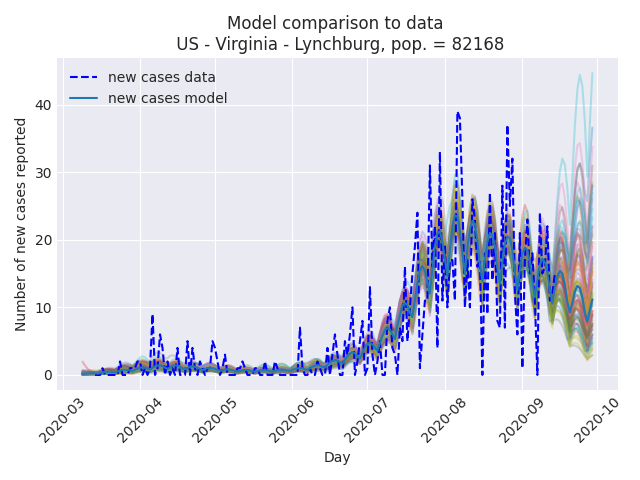 Model comparison to data
US - Virginia - Lynchburg, pop. = 82168
new cases data
new cases model
Number of new cases reported
40
30
20
10
0
2020-03
2020-04
2020-05
2020-06
2020-07
2020-08
2020-09
2020-10
Day